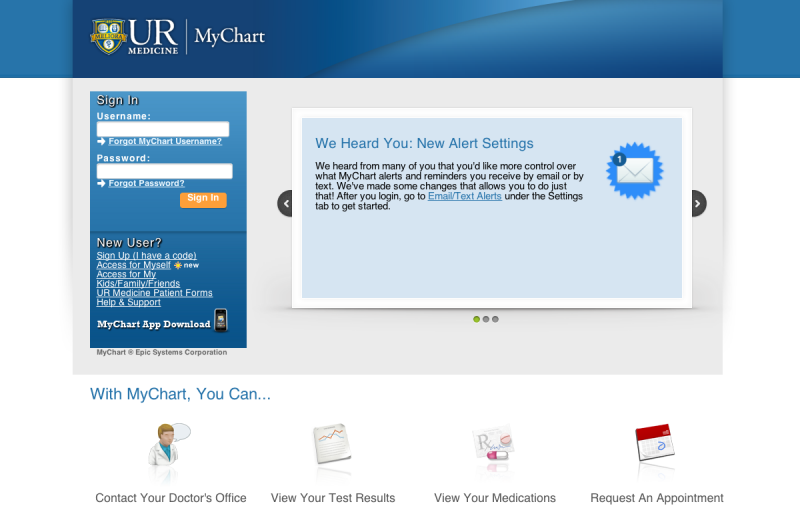 MELIORA
UR
MEDICINE
MyChart
Sign In
Username:
Forgot MyChart Username?
Password:
Forgot Password?
Sign In
New User?
Sign Up (I have a code)
Access for Myself new
Access for My
Kids/Family/Friends
UR Medicine Patient Forms
Help & Support
MyChart App Download
MyChart ® Epic Systems Corporation
We Heard You: New Alert Settings
We heard from many of you that you'd like more control over
what MyChart alerts and reminders you receive by email or by
text. We've made some changes that allows you to do just
that! After you login, go to Email/Text Alerts under the Settings
tab to get started.
1
With MyChart, You Can...
Rx
Contact Your Doctor's Office
View Your Test Results
View Your Medications
Request An Appointment